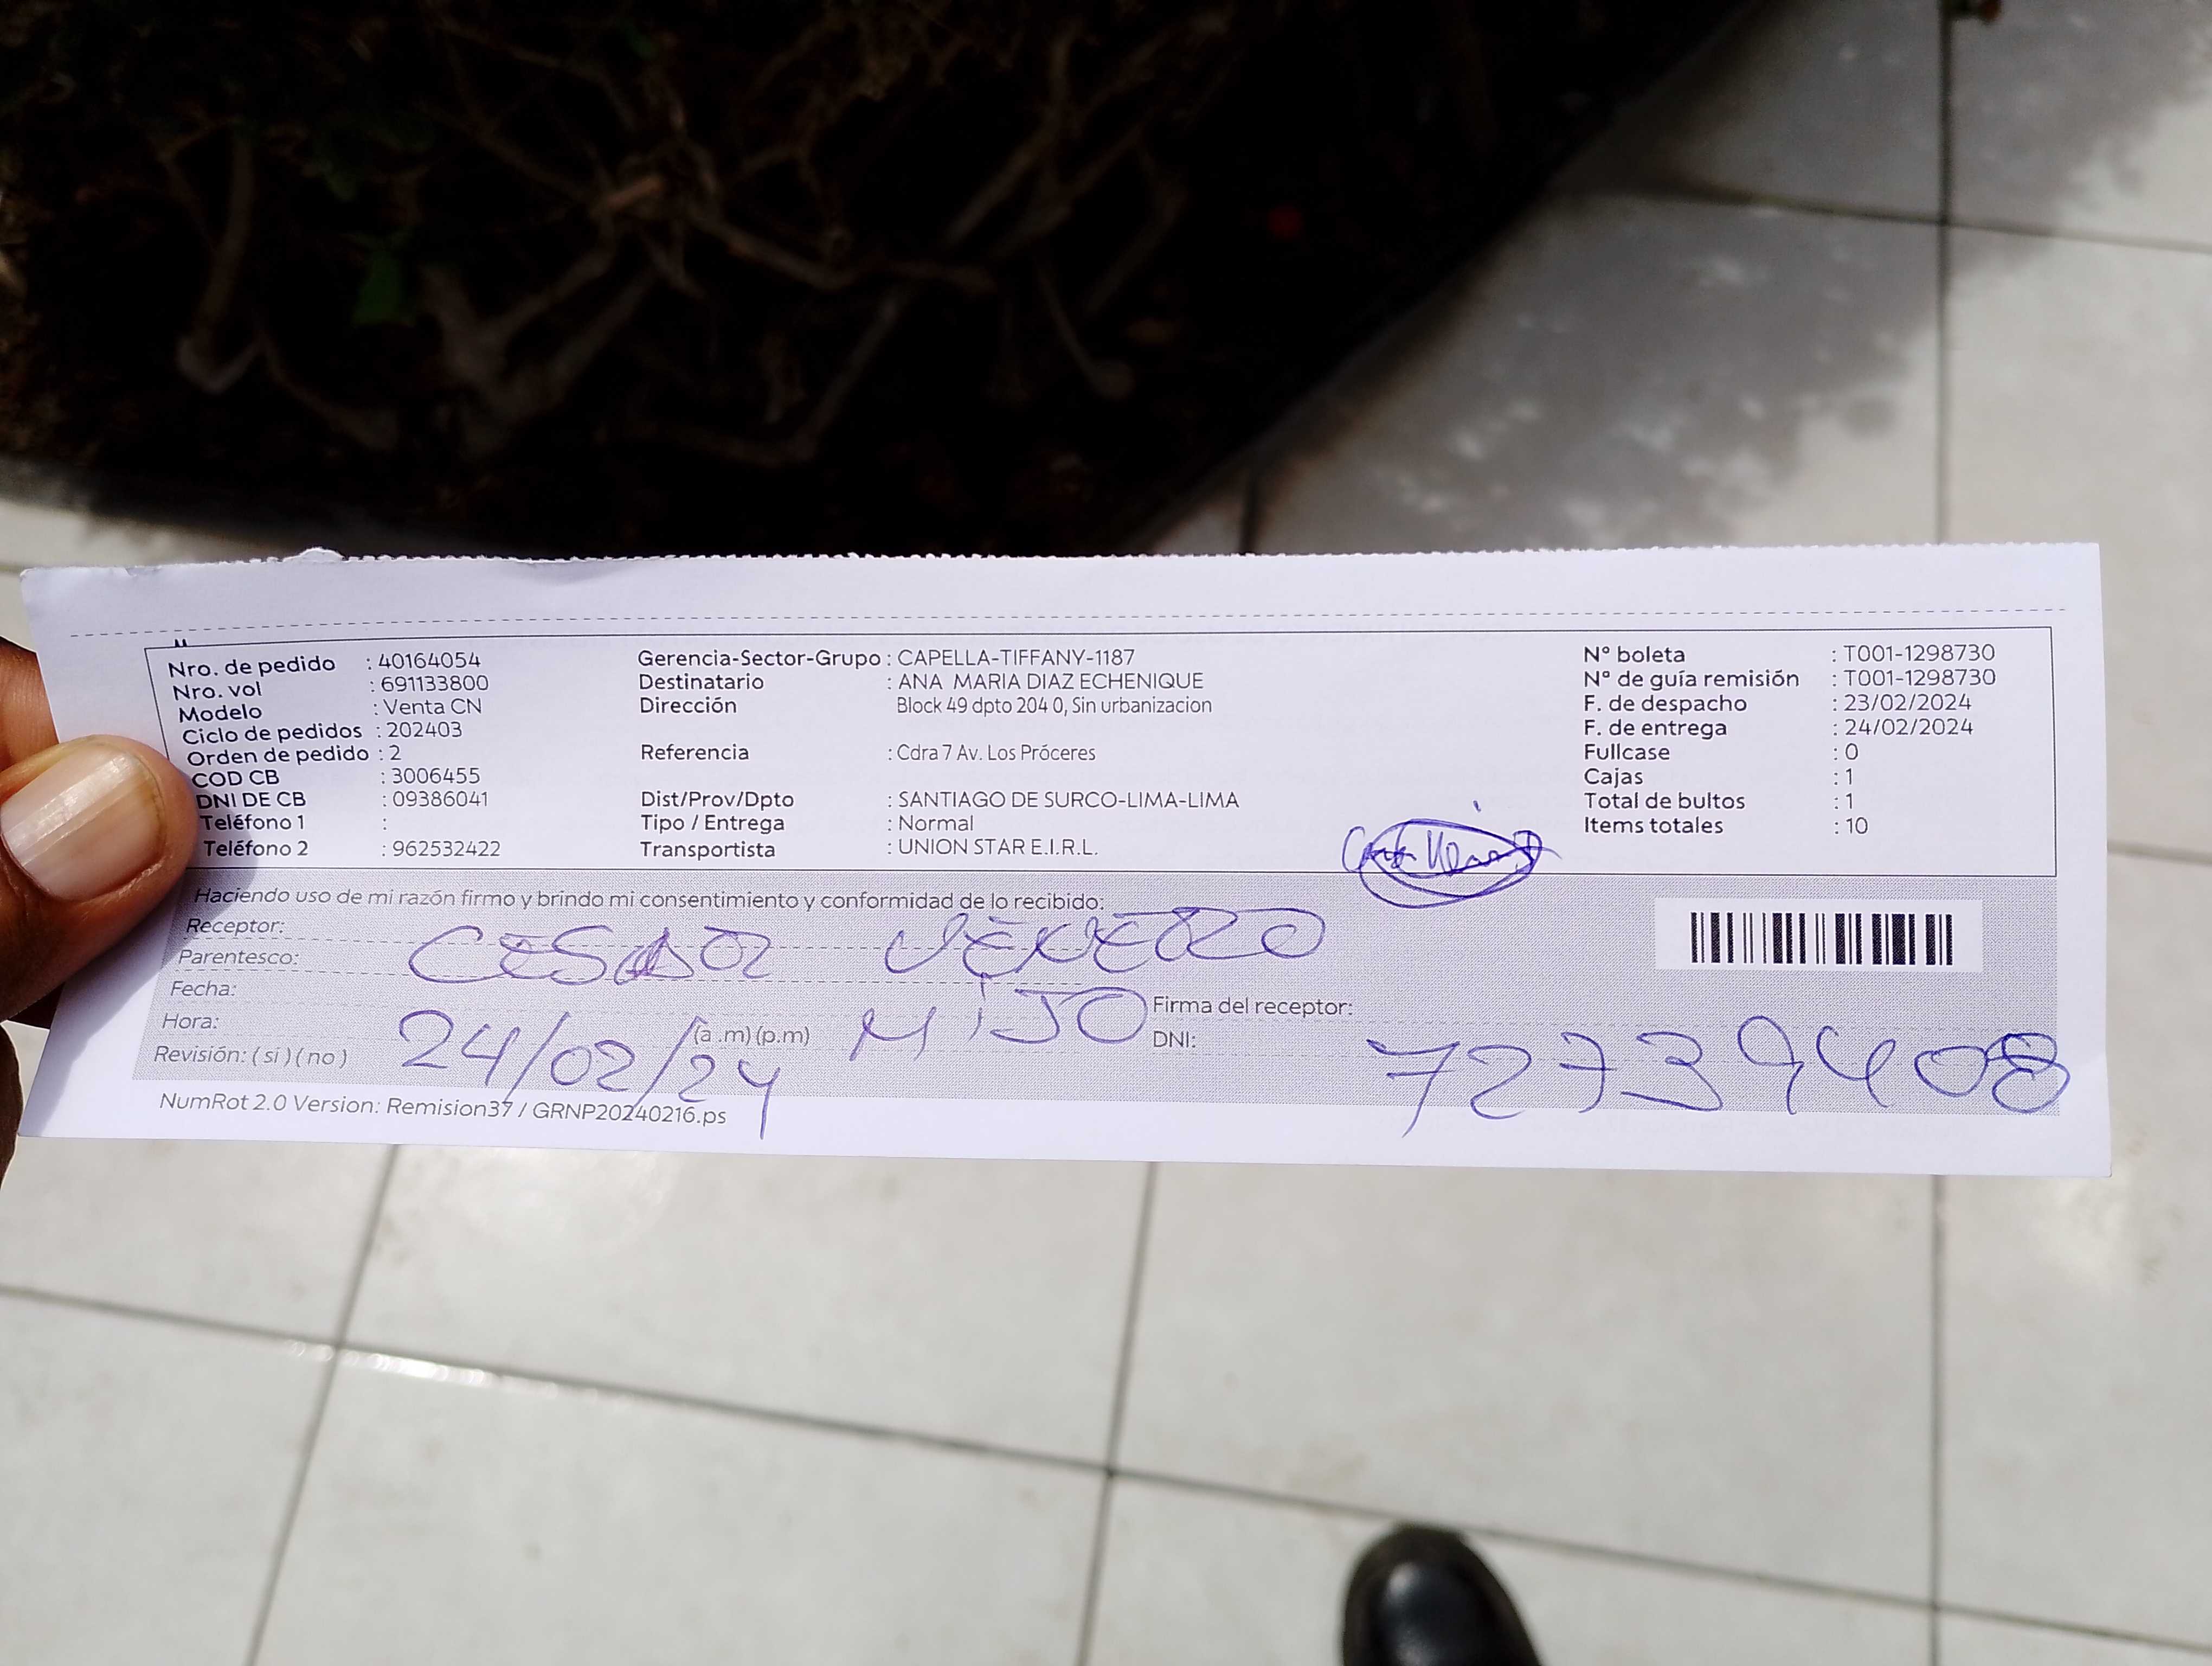 Nro. de pedido : 40164054
Nro. vol : 691133800
Modelo : Venta CN
Ciclo de pedidos : 202403
Orden de pedido : 2
COD CB : 3006455
DNI DE CB : 09386041
Teléfono 1 :
Teléfono 2 : 962532422
Gerencia-Sector-Grupo : CAPELLA-TIFFANY-1187
Destinatario : ANA MARIA DIAZ ECHENIQUE
Dirección Block 49 dpto 204 0, Sin urbanizacion
Referencia : Cdra 7 Av. Los Próceres
Dist/Prov/Dpto : SANTIAGO DE SURCO-LIMA-LIMA
Tipo / Entrega : Normal
Transportista : UNION STAR E.I.R.L.
N° boleta : T001-1298730
N° de guía remisión : T001-1298730
F. de despacho : 23/02/2024
F. de entrega : 24/02/2024
Fullcase : 0
Cajas : 1
Total de bultos : 1
Items totales : 10
Haciendo uso de mi razón firmo y brindo mi consentimiento y conformidad de lo recibido:
Receptor:
CESAR
Parentesco:
Fecha:
HIJO
Firma del receptor:
Hora: (a .m) (p.m)
24/02/24
DNI:
72739408
Revisión: ( si ) ( no )
NumRot 2.0 Version: Remision37 / GRNP20240216.ps